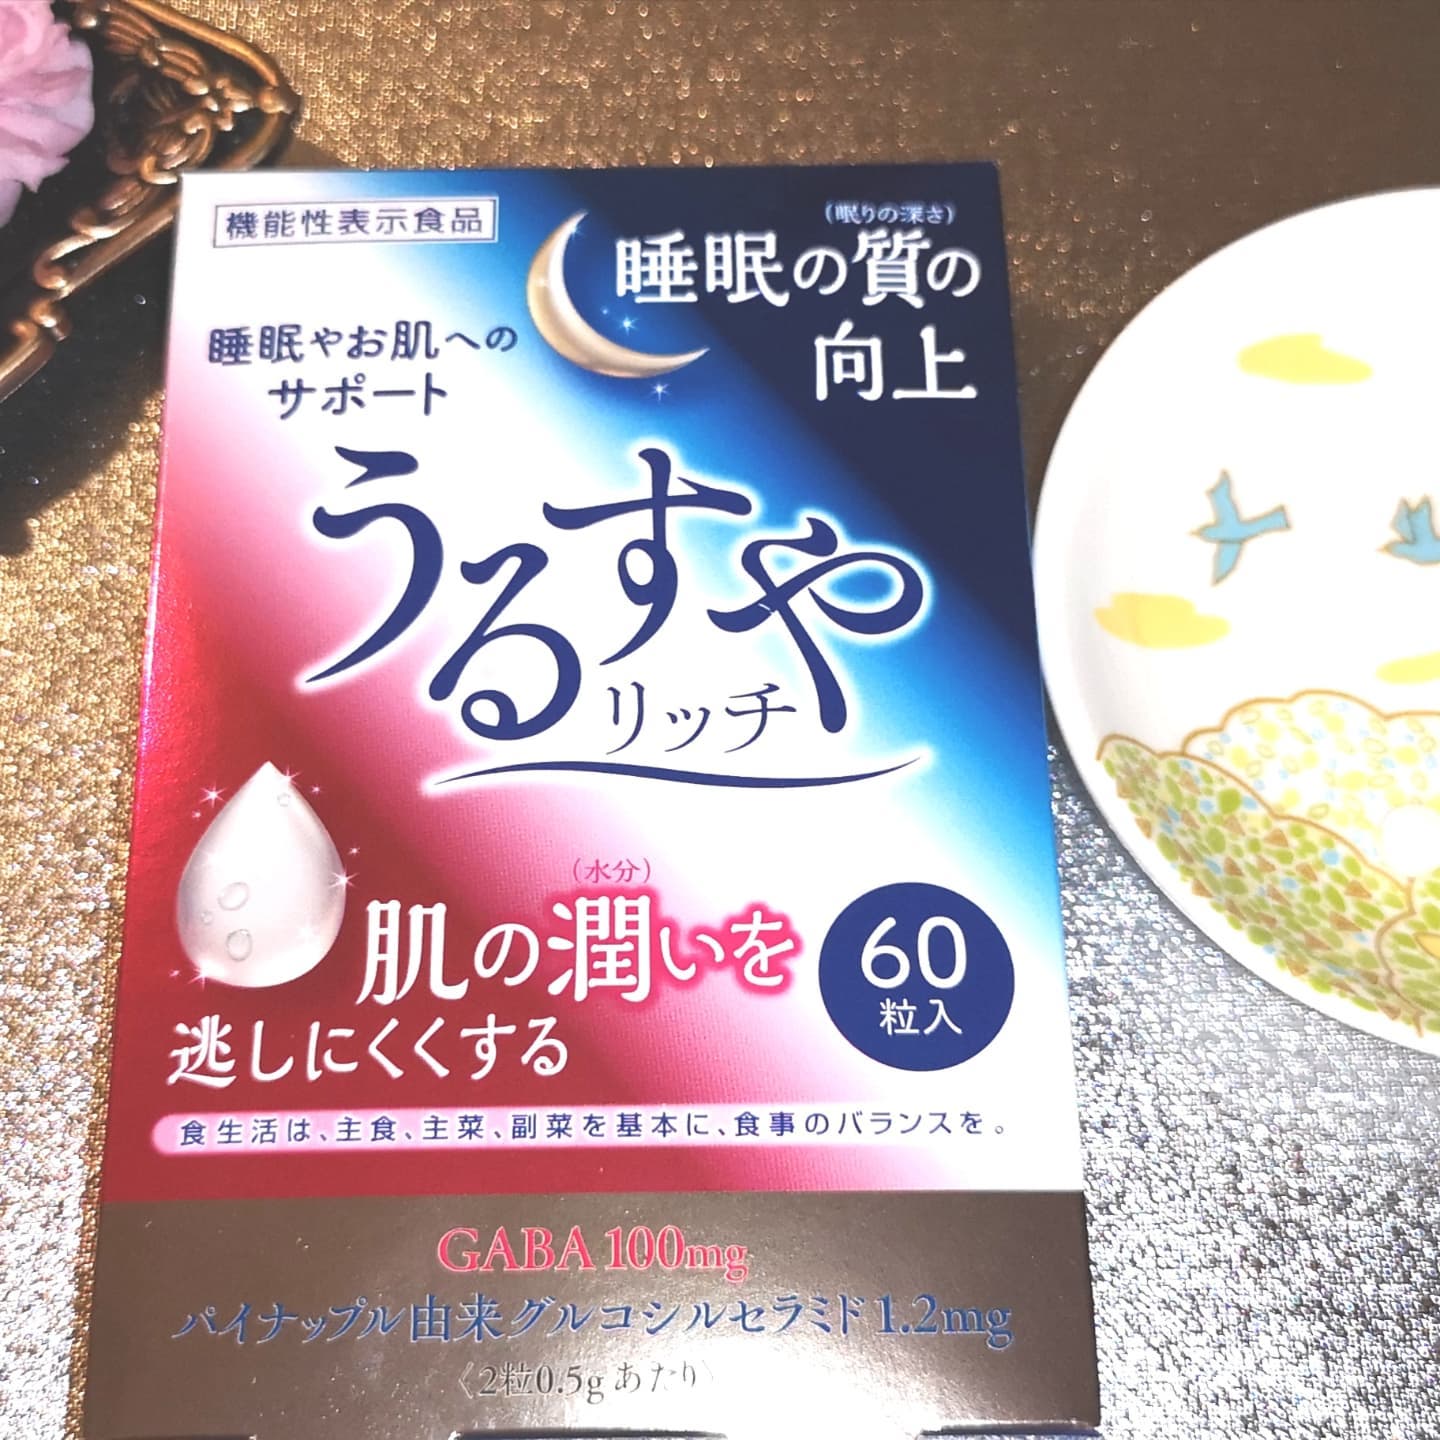 機能性表示食品
(眠りの深さ)
睡眠の質の
向上
睡眠やお肌への
サポート
うるすや
リッチ
(水分)
肌の潤いを
逃しにくくする
60
粒入
食生活は、主食、主菜、副菜を基本に、食事のバランスを。
GABA 100mg
パイナップル由来グルコシルセラミド 1.2mg
〈2粒0.5gあたり〉